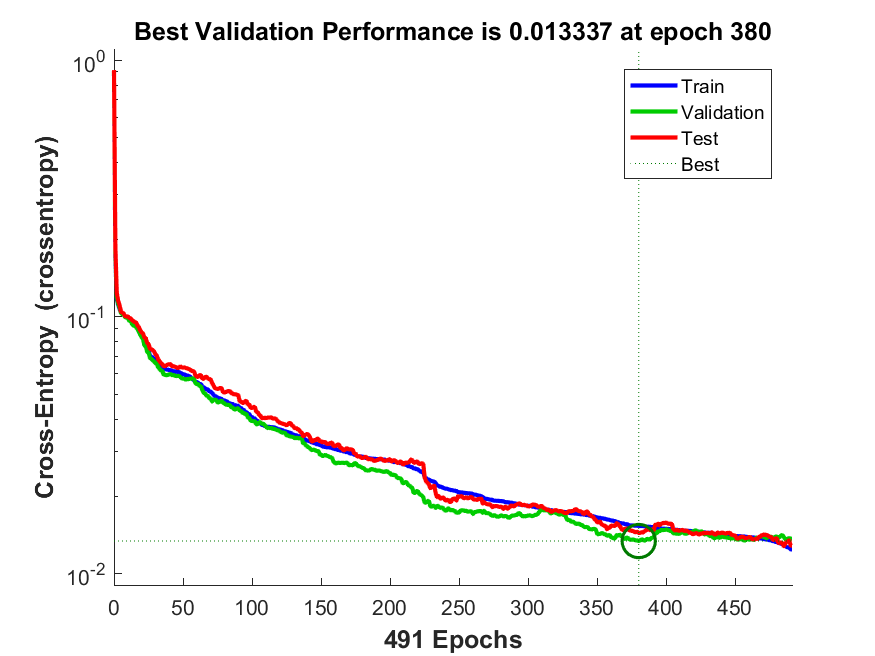 Best Validation Performance is 0.013337 at epoch 380
10^0
10^-1
10^-2
Cross-Entropy (crossentropy)
Train
Validation
Test
Best
0 50 100 150 200 250 300 350 400 450
491 Epochs